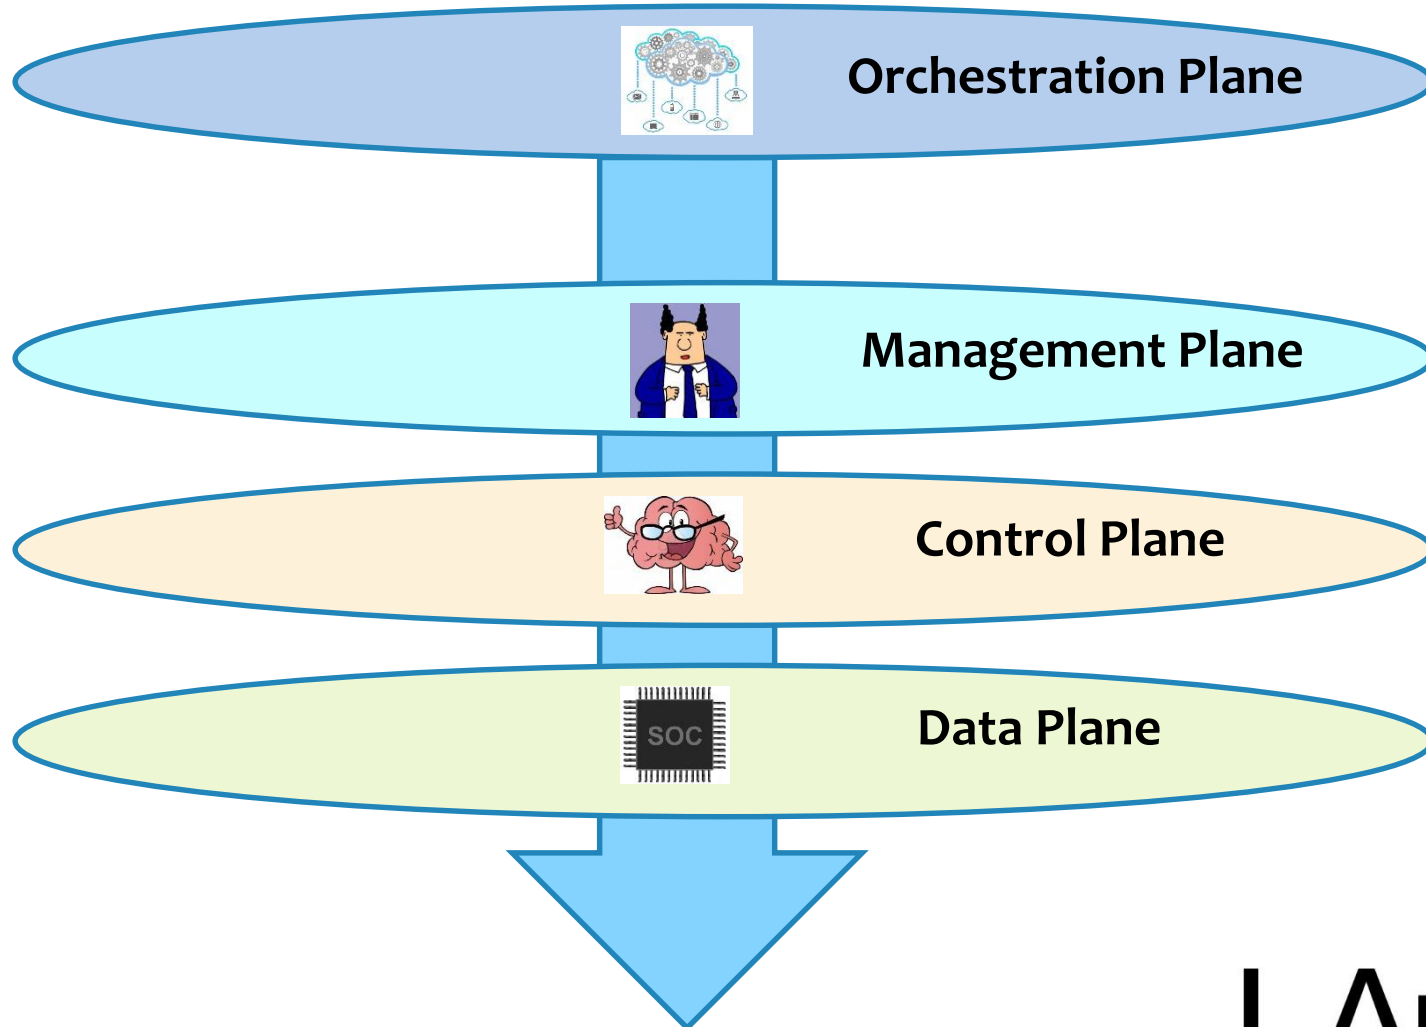 Orchestration Plane
Management Plane
Control Plane
SOC
Data Plane